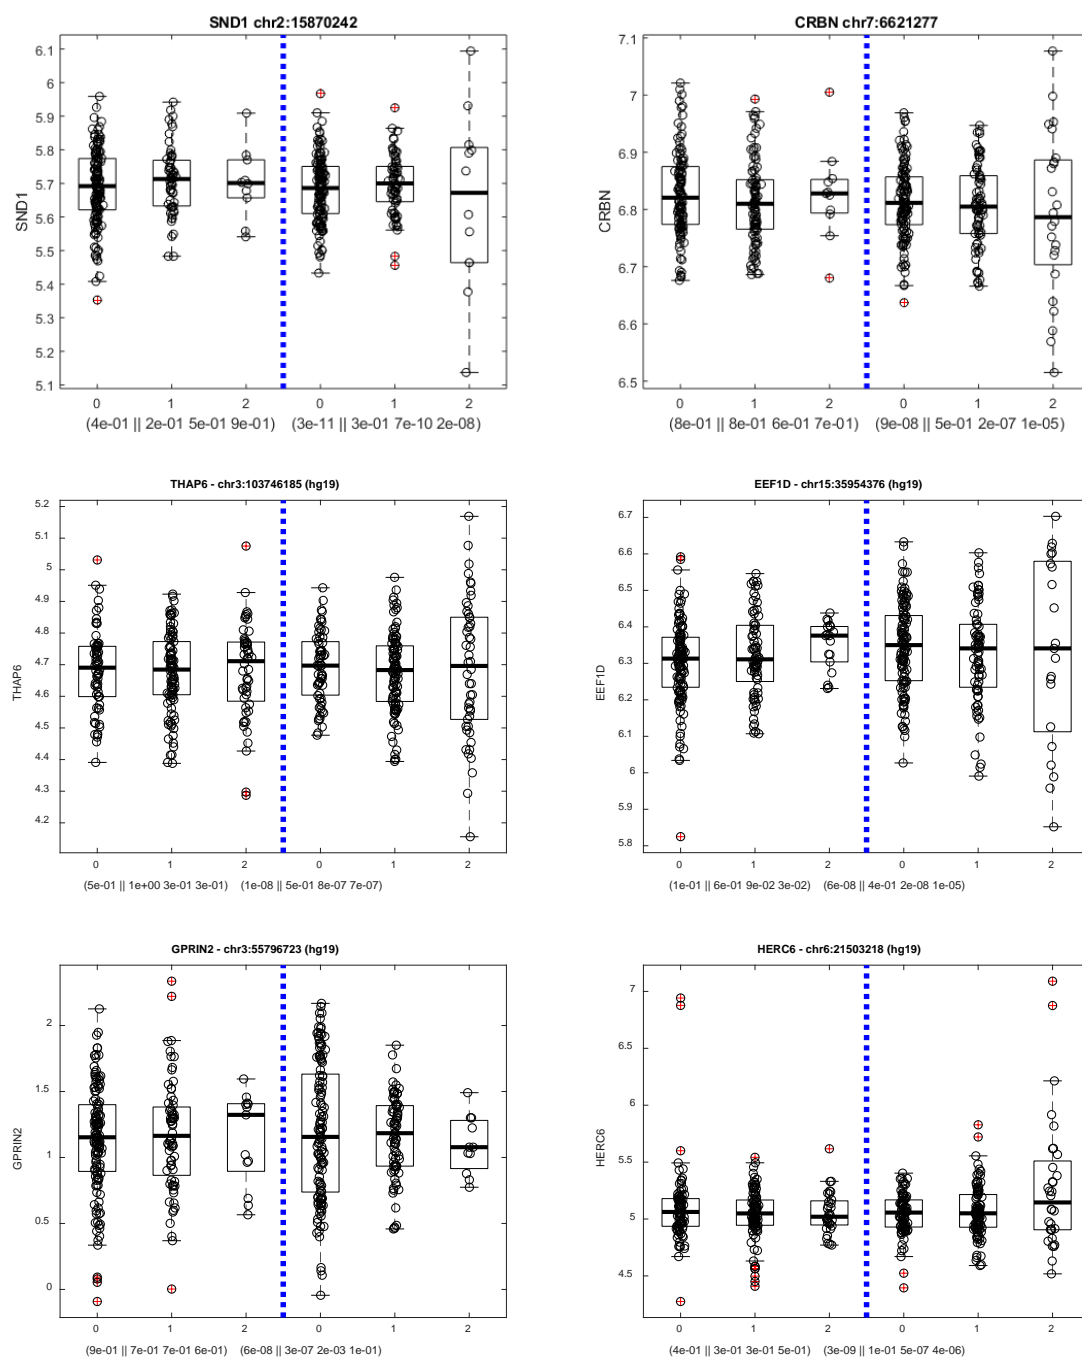 SND1 chr2:15870242
SND1
6.1
6
5.9
5.8
5.7
5.6
5.5
5.4
5.3
5.2
5.1
0 1 2 0 1 2
(4e-01 || 2e-01 5e-01 9e-01) (3e-11 || 3e-01 7e-10 2e-08)
CRBN chr7:6621277
CRBN
7.1
7
6.9
6.8
6.7
6.6
6.5
0 1 2 0 1 2
(8e-01 || 8e-01 6e-01 7e-01) (9e-08 || 5e-01 2e-07 1e-05)
THAP6 - chr3:103746185 (hg19)
THAP6
5.2
5.1
5
4.9
4.8
4.7
4.6
4.5
4.4
4.3
4.2
0 1 2 0 1 2
(5e-01 || 1e+00 3e-01 3e-01) (1e-08 || 5e-01 8e-07 7e-07)
EEF1D - chr15:35954376 (hg19)
EEF1D
6.7
6.6
6.5
6.4
6.3
6.2
6.1
6
5.9
5.8
0 1 2 0 1 2
(1e-01 || 6e-01 9e-02 3e-02) (6e-08 || 4e-01 2e-08 1e-05)
GPRIN2 - chr3:55796723 (hg19)
GPRIN2
2
1.5
1
0.5
0
0 1 2 0 1 2
(9e-01 || 7e-01 7e-01 6e-01) (6e-08 || 3e-07 2e-03 1e-01)
HERC6 - chr6:21503218 (hg19)
HERC6
7
6.5
6
5.5
5
4.5
0 1 2 0 1 2
(4e-01 || 3e-01 3e-01 5e-01) (3e-09 || 1e-01 5e-07 4e-06)